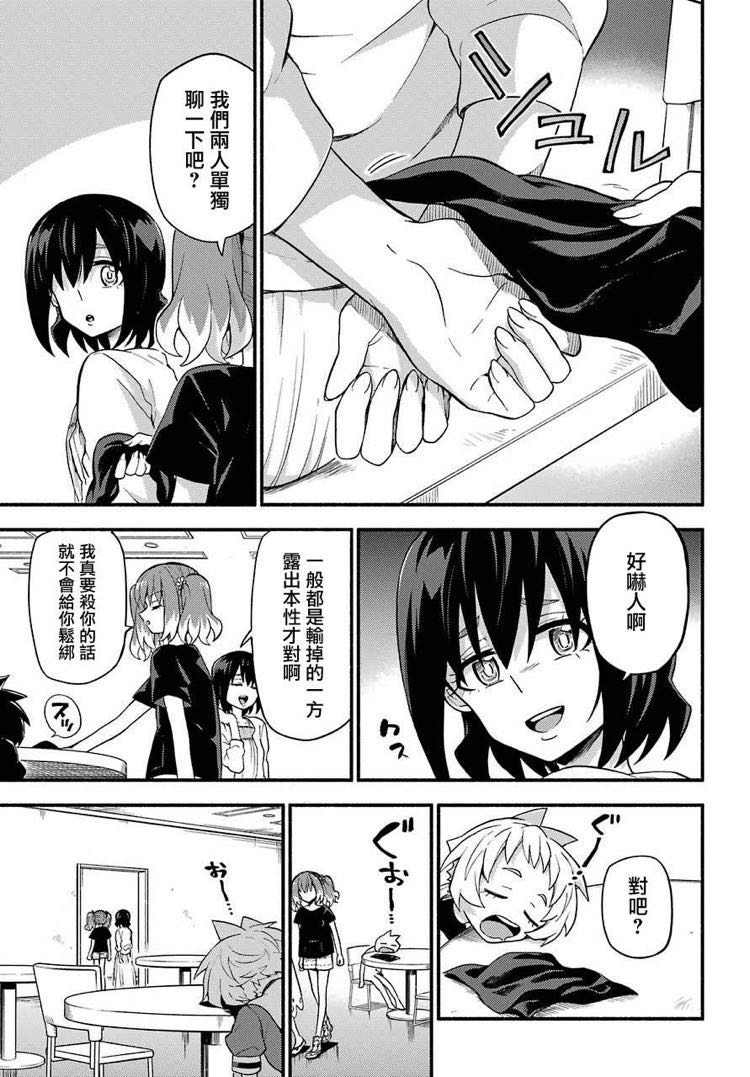 シュルル
我們兩人單獨
聊一下吧?
好嚇人啊
クス
一般都是輸掉的一方
露出本性才對啊
我真要殺你的話
就不會給你鬆綁
スッ
對吧?
ぐおー…
ぐおー…